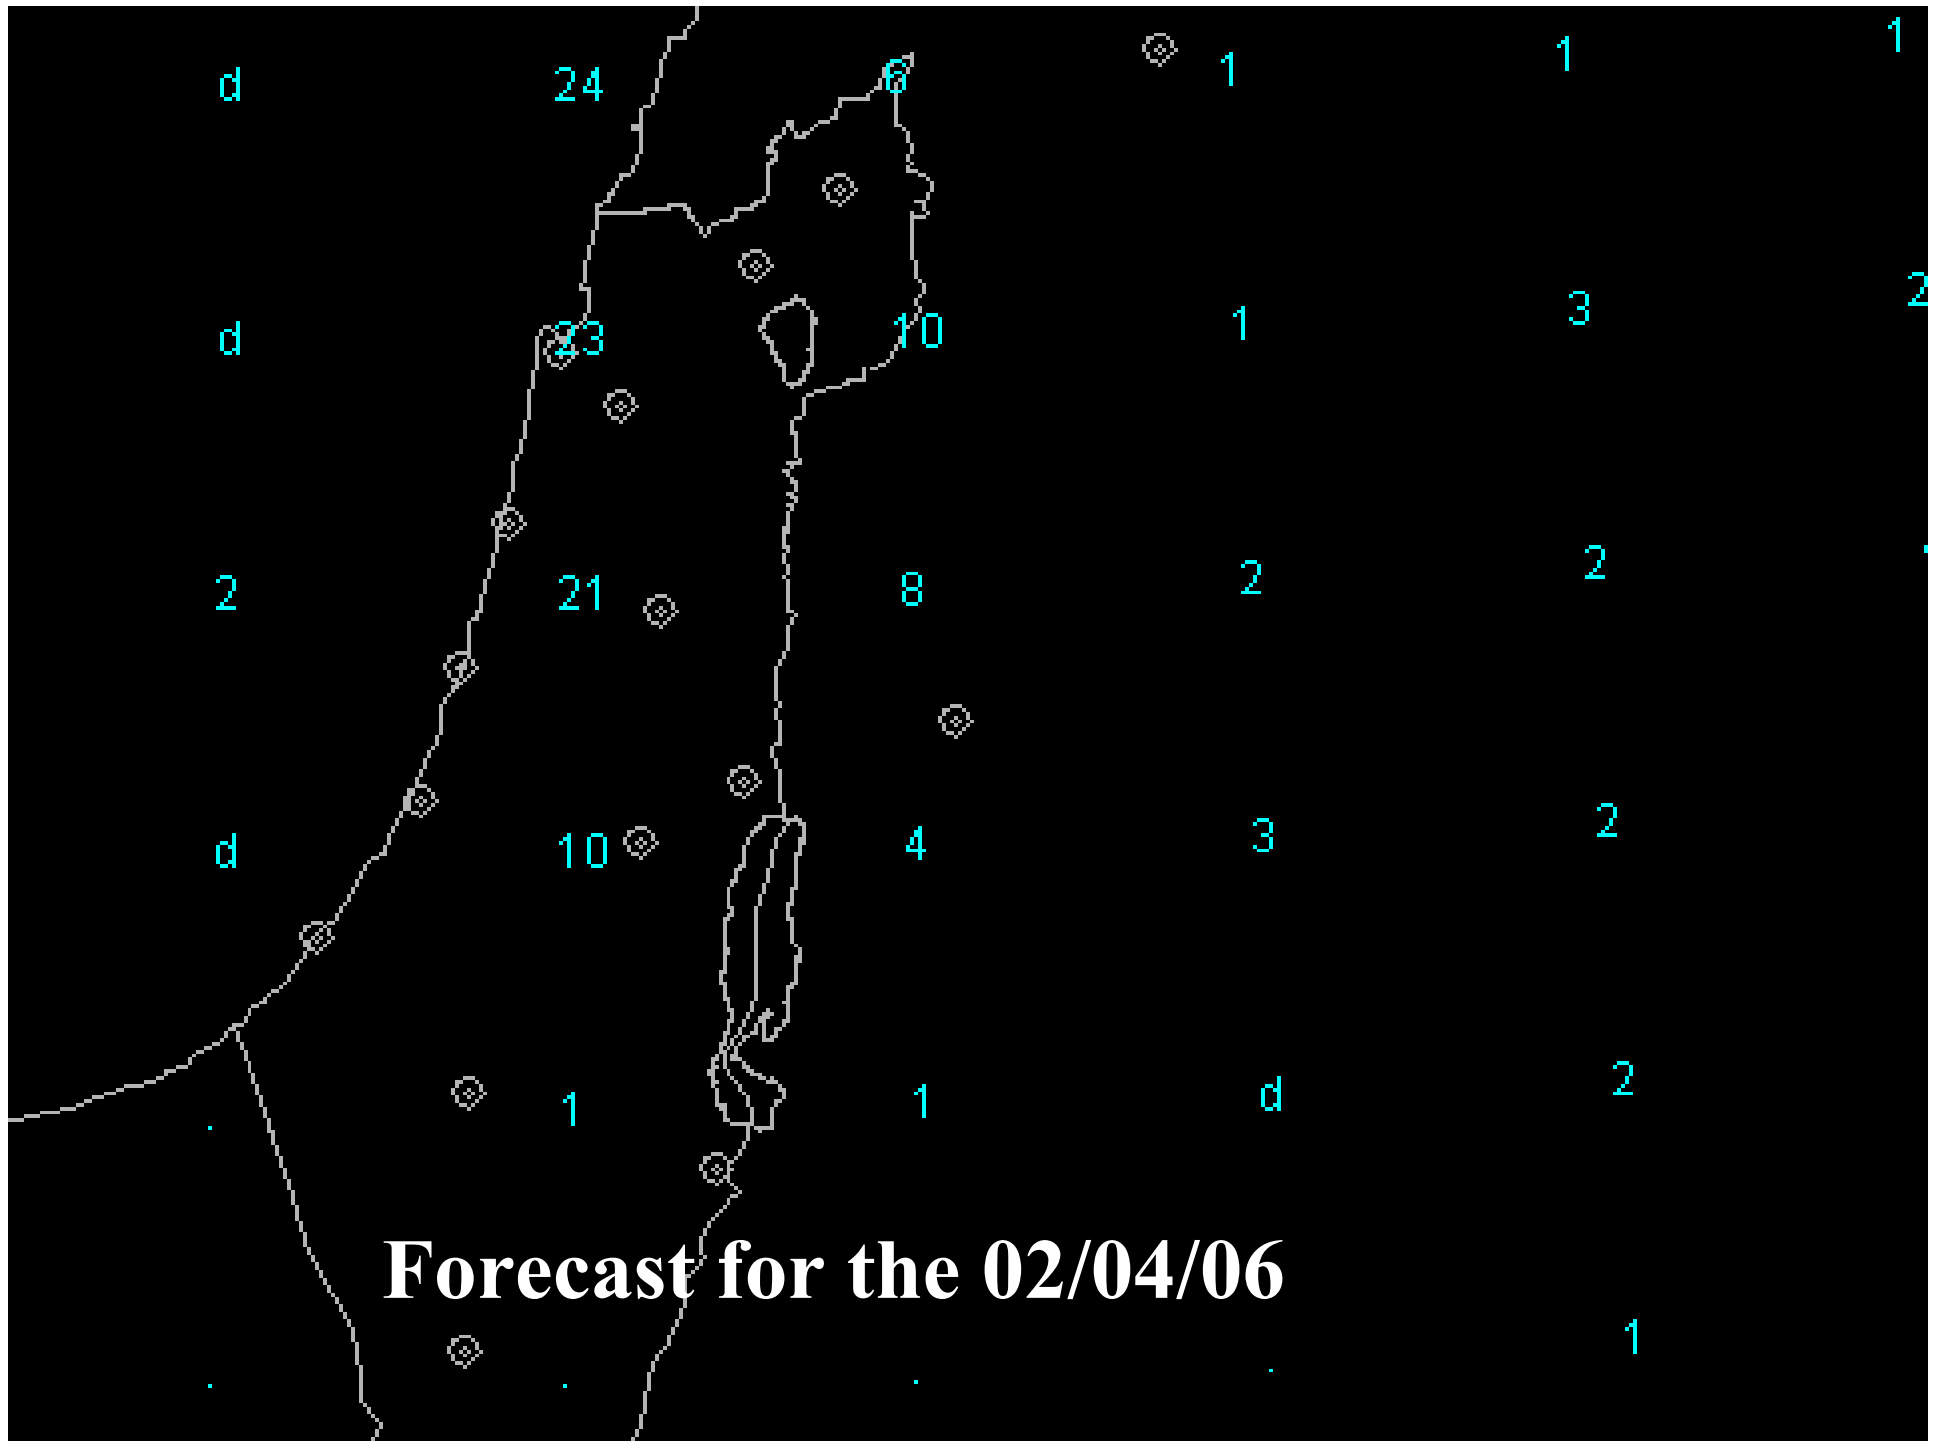 d 24 6 1 1 1
d 23 10 1 3 2
2 21 8 2 2
d 10 4 3 2
. 1 1 d 2
Forecast for the 02/04/06
. . . . 1